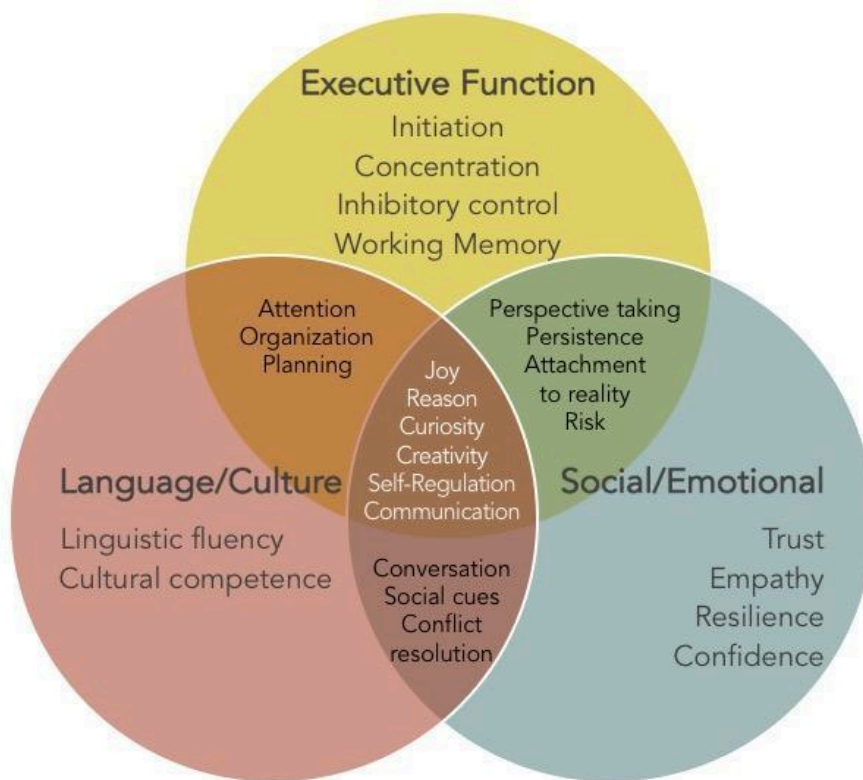 Executive Function
Initiation
Concentration
Inhibitory control
Working Memory
Attention
Organization
Planning
Perspective taking
Persistence
Attachment
to reality
Risk
Joy
Reason
Curiosity
Creativity
Self-Regulation
Communication
Language/Culture
Linguistic fluency
Cultural competence
Social/Emotional
Trust
Empathy
Resilience
Confidence
Conversation
Social cues
Conflict
resolution